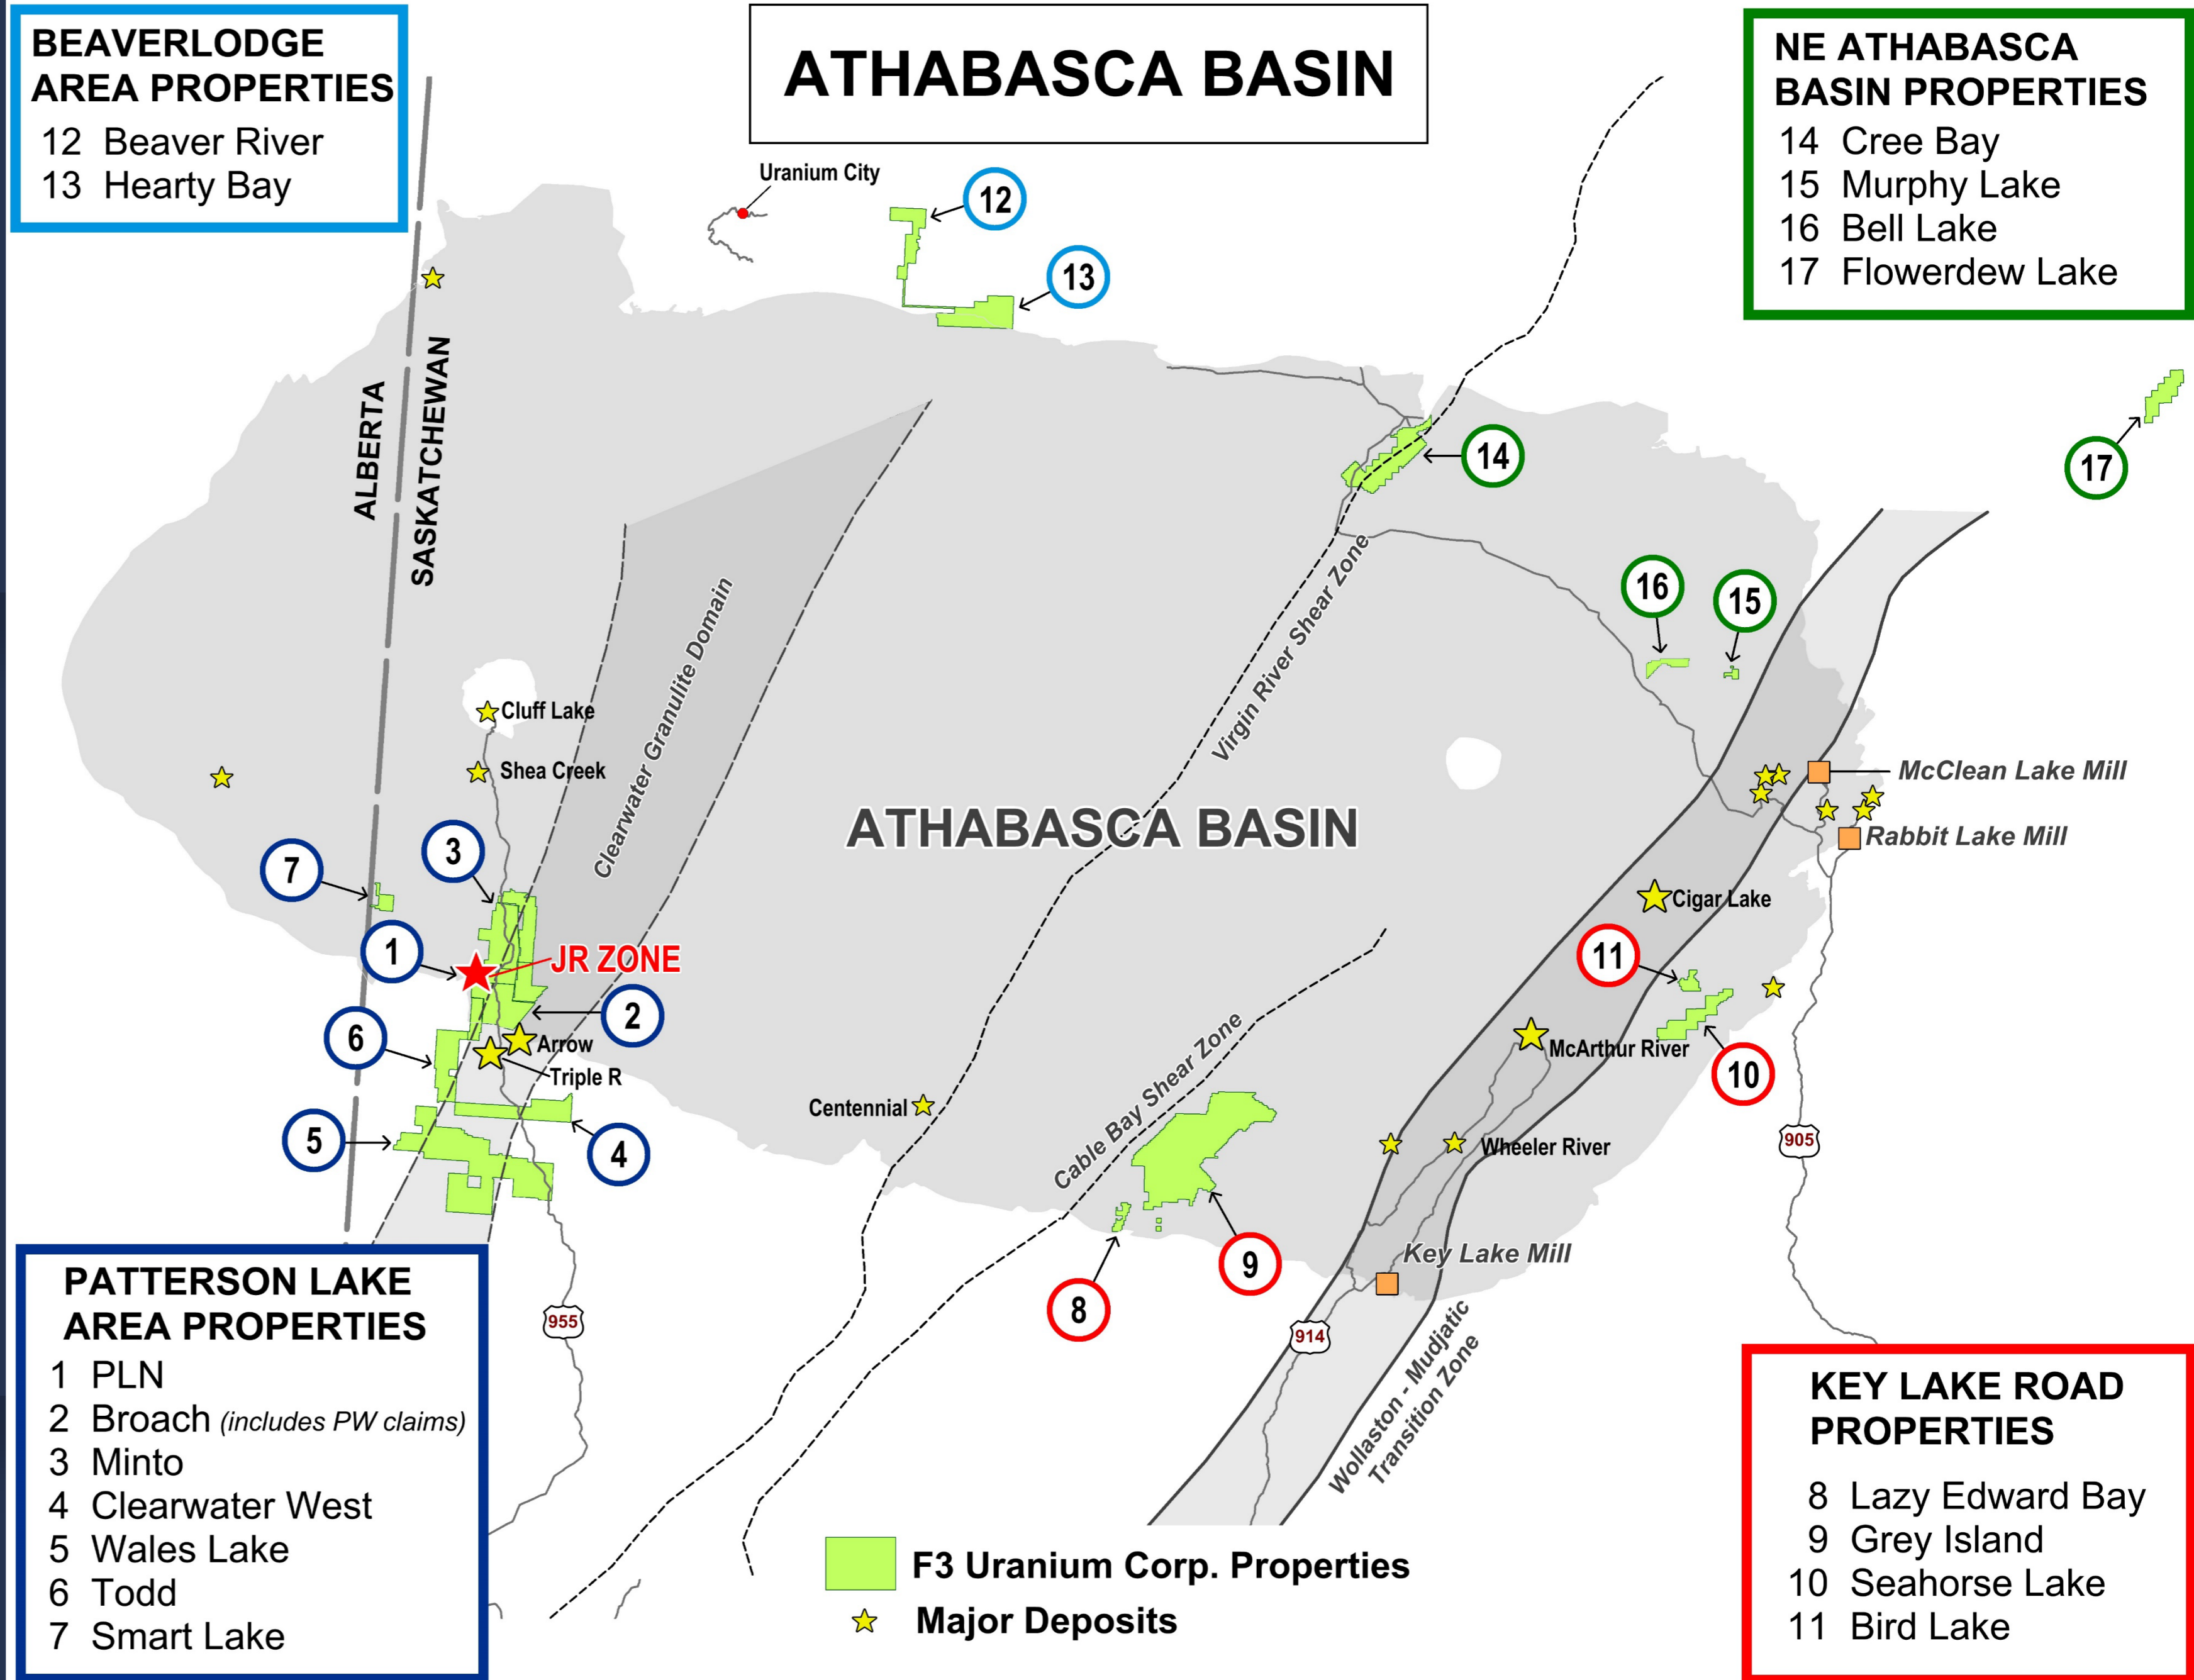 BEAVERLODGE
AREA PROPERTIES
12 Beaver River
13 Hearty Bay
ATHABASCA BASIN
NE ATHABASCA
BASIN PROPERTIES
14 Cree Bay
15 Murphy Lake
16 Bell Lake
17 Flowerdew Lake
Uranium City
12
13
ALBERTA
SASKATCHEWAN
14
17
Virgin River Shear Zone
Clearwater Granulite Domain
16
15
Cluff Lake
Shea Creek
McClean Lake Mill
ATHABASCA BASIN
Rabbit Lake Mill
3
7
Cigar Lake
1
JR ZONE
11
2
6
Arrow
McArthur River
Triple R
10
Centennial
Cable Bay Shear Zone
5
4
Wheeler River
905
9
Key Lake Mill
8
955
914
Wollaston - Mudjatic
Transition Zone
PATTERSON LAKE
AREA PROPERTIES
1 PLN
2 Broach (includes PW claims)
3 Minto
4 Clearwater West
5 Wales Lake
6 Todd
7 Smart Lake
F3 Uranium Corp. Properties
Major Deposits
KEY LAKE ROAD
PROPERTIES
8 Lazy Edward Bay
9 Grey Island
10 Seahorse Lake
11 Bird Lake